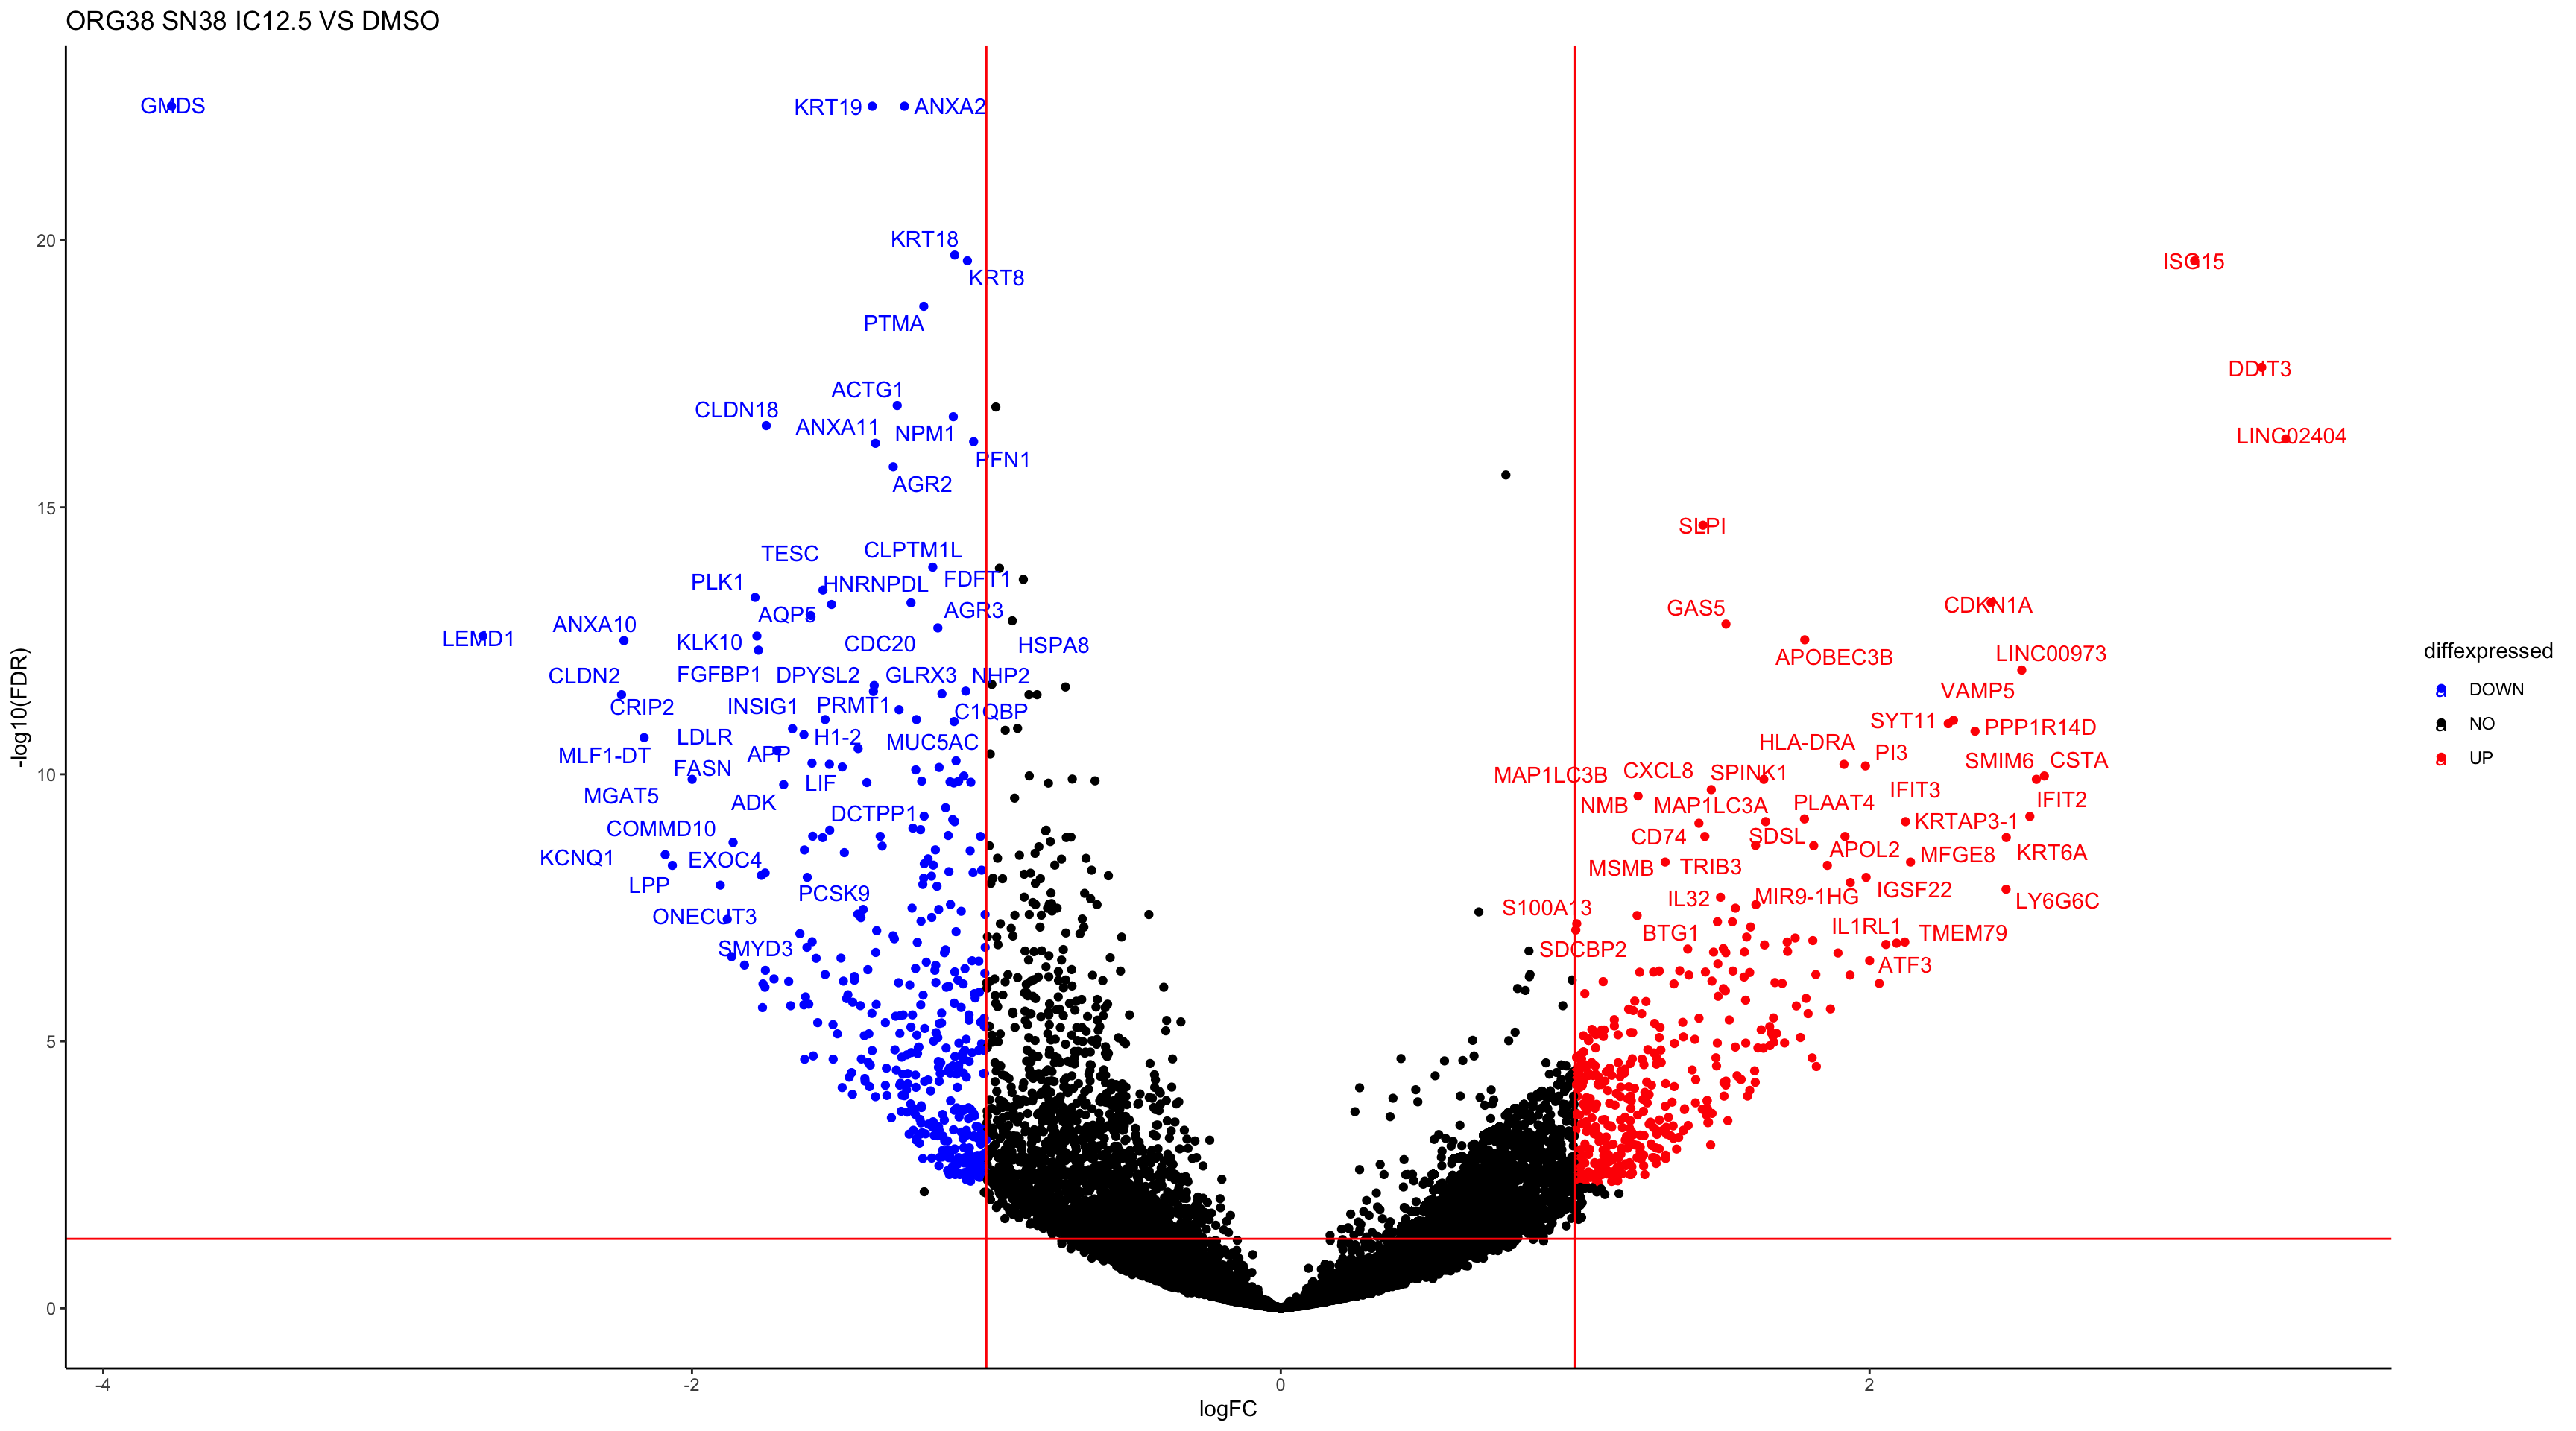 ORG38 SN38 IC12.5 VS DMSO
GMDS
KRT19
ANXA2
KRT18
KRT8
ISG15
PTMA
DDIT3
ACTG1
CLDN18
ANXA11
NPM1
LINC02404
PFN1
AGR2
SLPI
TESC
CLPTM1L
PLK1
HNRNPDL
FDFT1
AQP5
AGR3
GAS5
CDKN1A
ANXA10
LEMD1
KLK10
CDC20
HSPA8
APOBEC3B
LINC00973
CLDN2
FGFBP1
DPYSL2
GLRX3
NHP2
VAMP5
CRIP2
INSIG1
PRMT1
C1QBP
SYT11
PPP1R14D
LDLR
H1-2
MUC5AC
HLA-DRA
PI3
MLF1-DT
APP
SMIM6
CSTA
FASN
LIF
MAP1LC3B
CXCL8
SPINK1
MGAT5
ADK
NMB
MAP1LC3A
PLAAT4
IFIT3
IFIT2
COMMD10
DCTPP1
CD74
SDSL
KRTAP3-1
KCNQ1
EXOC4
APOL2
MFGE8
KRT6A
LPP
PCSK9
MSMB
TRIB3
IGSF22
ONECUT3
S100A13
IL32
MIR9-1HG
LY6G6C
SMYD3
SDCBP2
BTG1
IL1RL1
TMEM79
ATF3
20
15
10
5
0
-log10(FDR)
-4
-2
0
2
logFC
diffexpressed
a DOWN
a NO
a UP